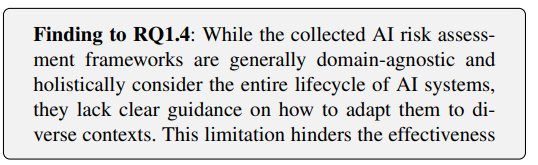 Finding to RQ1.4: While the collected AI risk assess-
ment frameworks are generally domain-agnostic and
holistically consider the entire lifecycle of AI systems,
they lack clear guidance on how to adapt them to di-
verse contexts. This limitation hinders the effectiveness